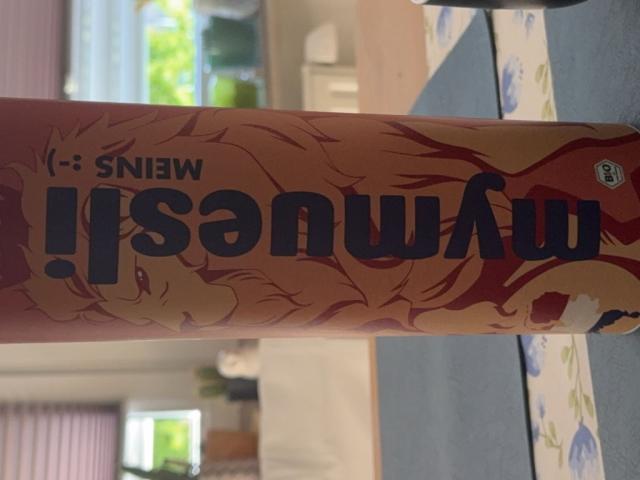 mymuesli
MEINS :-)
BIO